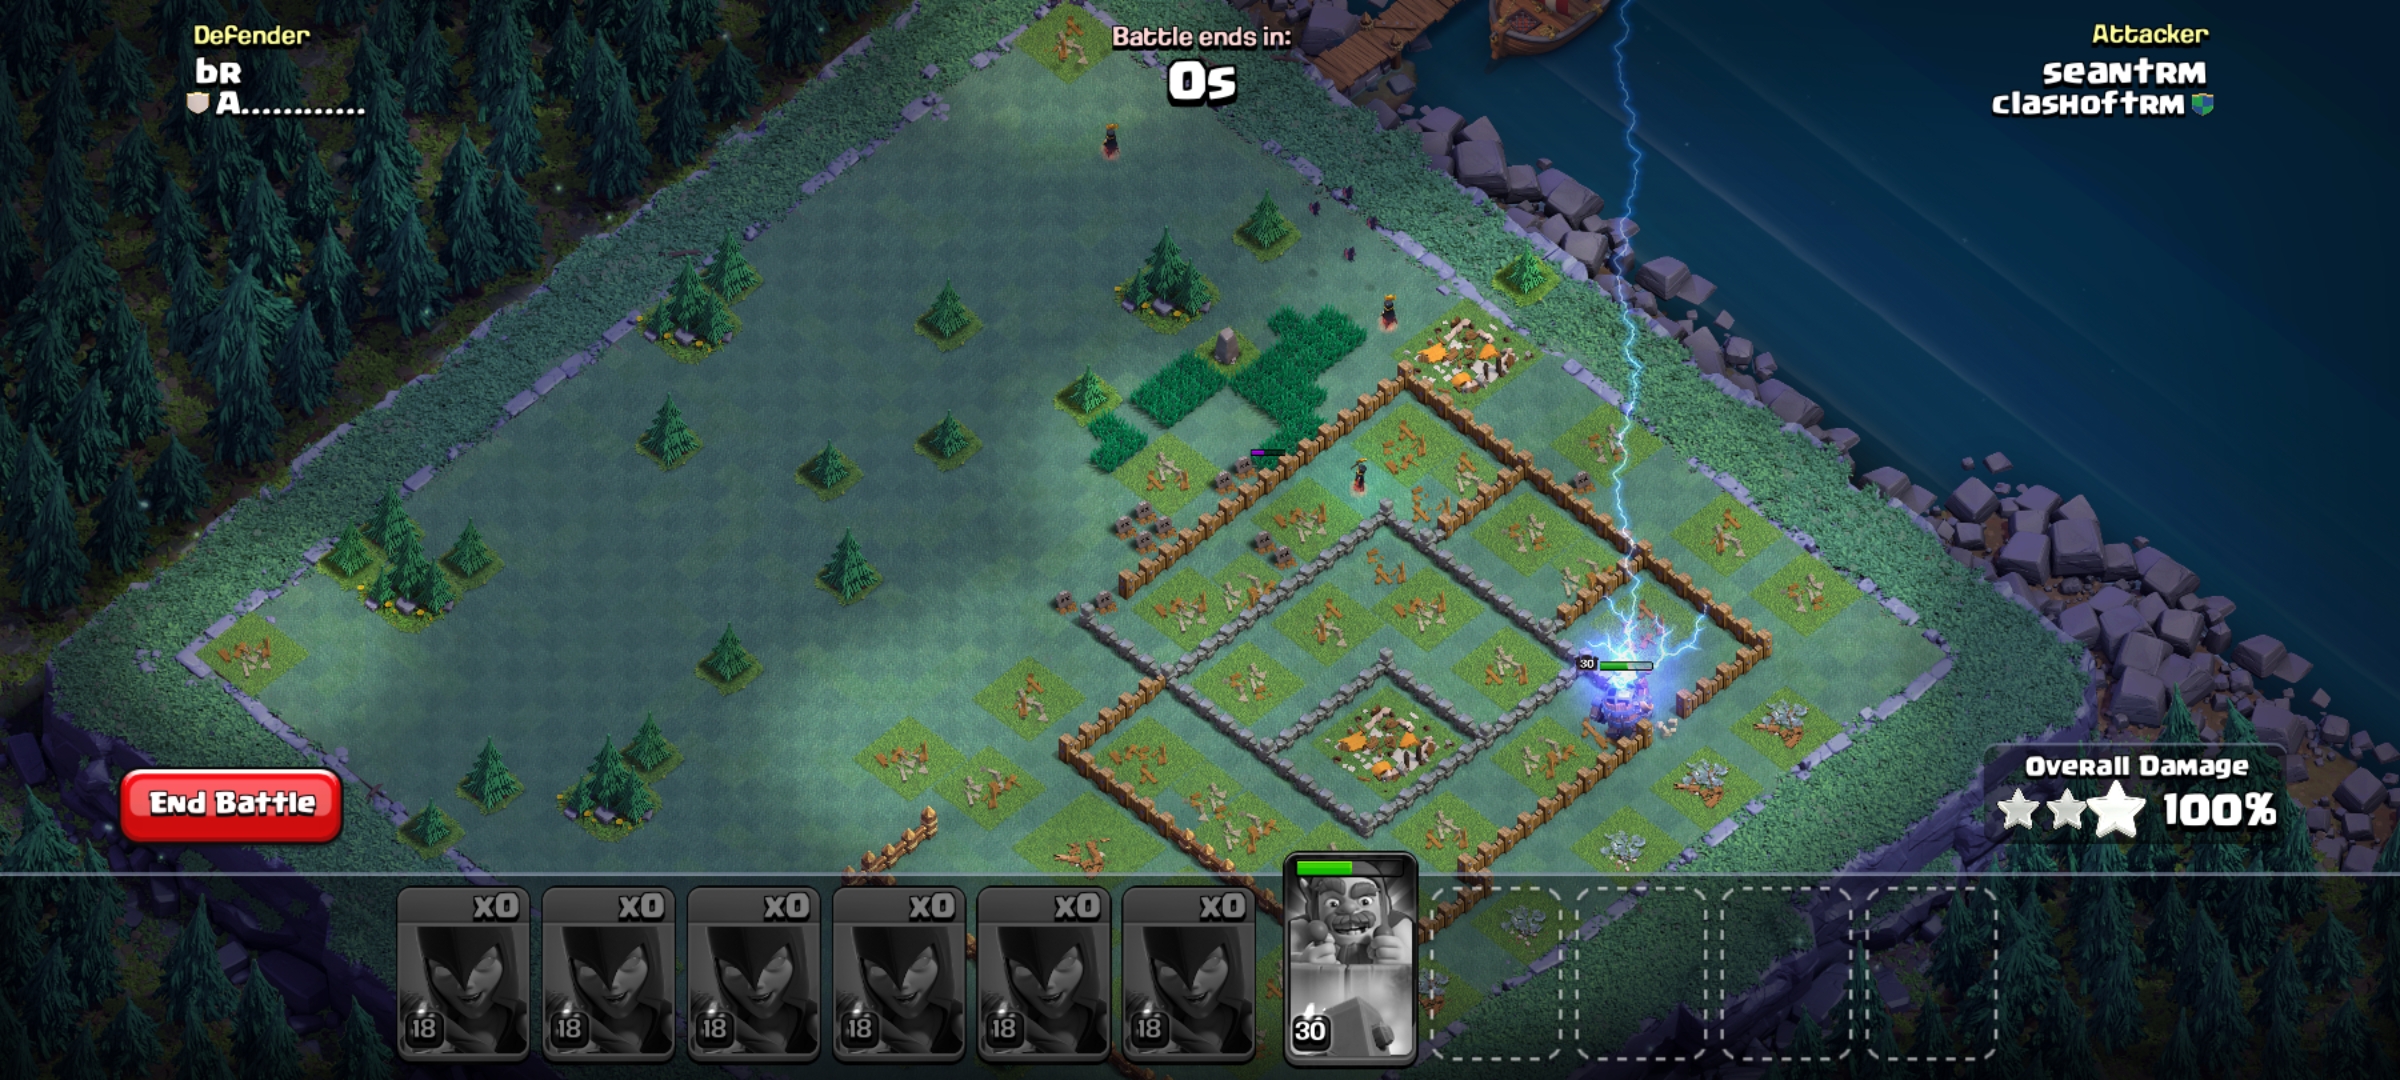 Defender
bR
A............
Battle ends in:
0s
Attacker
seantRM
clashoftRM
30
End Battle
Overall Damage
100%
x0
x0
x0
x0
x0
x0
18
18
18
18
18
18
30